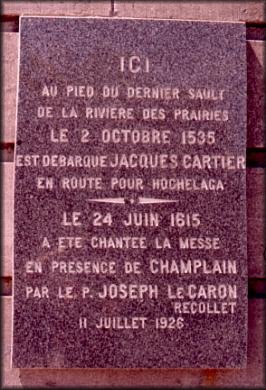 ICI
AU PIED DU DERNIER SAULT
DE LA RIVIERE DES PRAIRIES
LE 2 OCTOBRE 1535
EST DEBARQUE JACQUES CARTIER
EN ROUTE POUR HOCHELAGA
LE 24 JUIN 1615
A ETE CHANTEE LA MESSE
EN PRESENCE DE CHAMPLAIN
PAR LE P. JOSEPH LE CARON
RECOLLET
11 JUILLET 1926